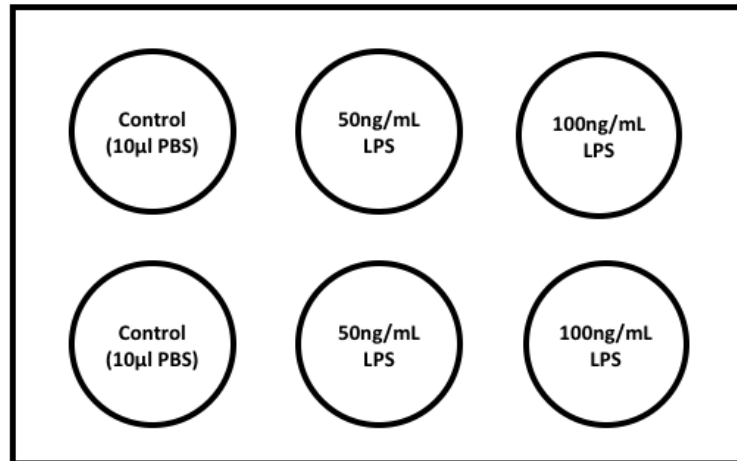 Control
(10µl PBS)
50ng/mL
LPS
100ng/mL
LPS
Control
(10µl PBS)
50ng/mL
LPS
100ng/mL
LPS